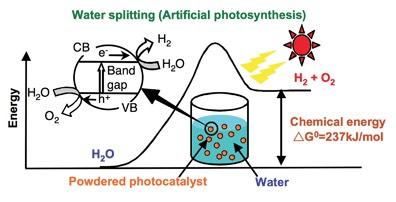 Water splitting (Artificial photosynthesis)
CB
e-
H2
H2O
Band
gap
H2O
h+
O2
VB
H2 + O2
Energy
Chemical energy
△G⁰=237kJ/mol
H2O
Powdered photocatalyst
Water